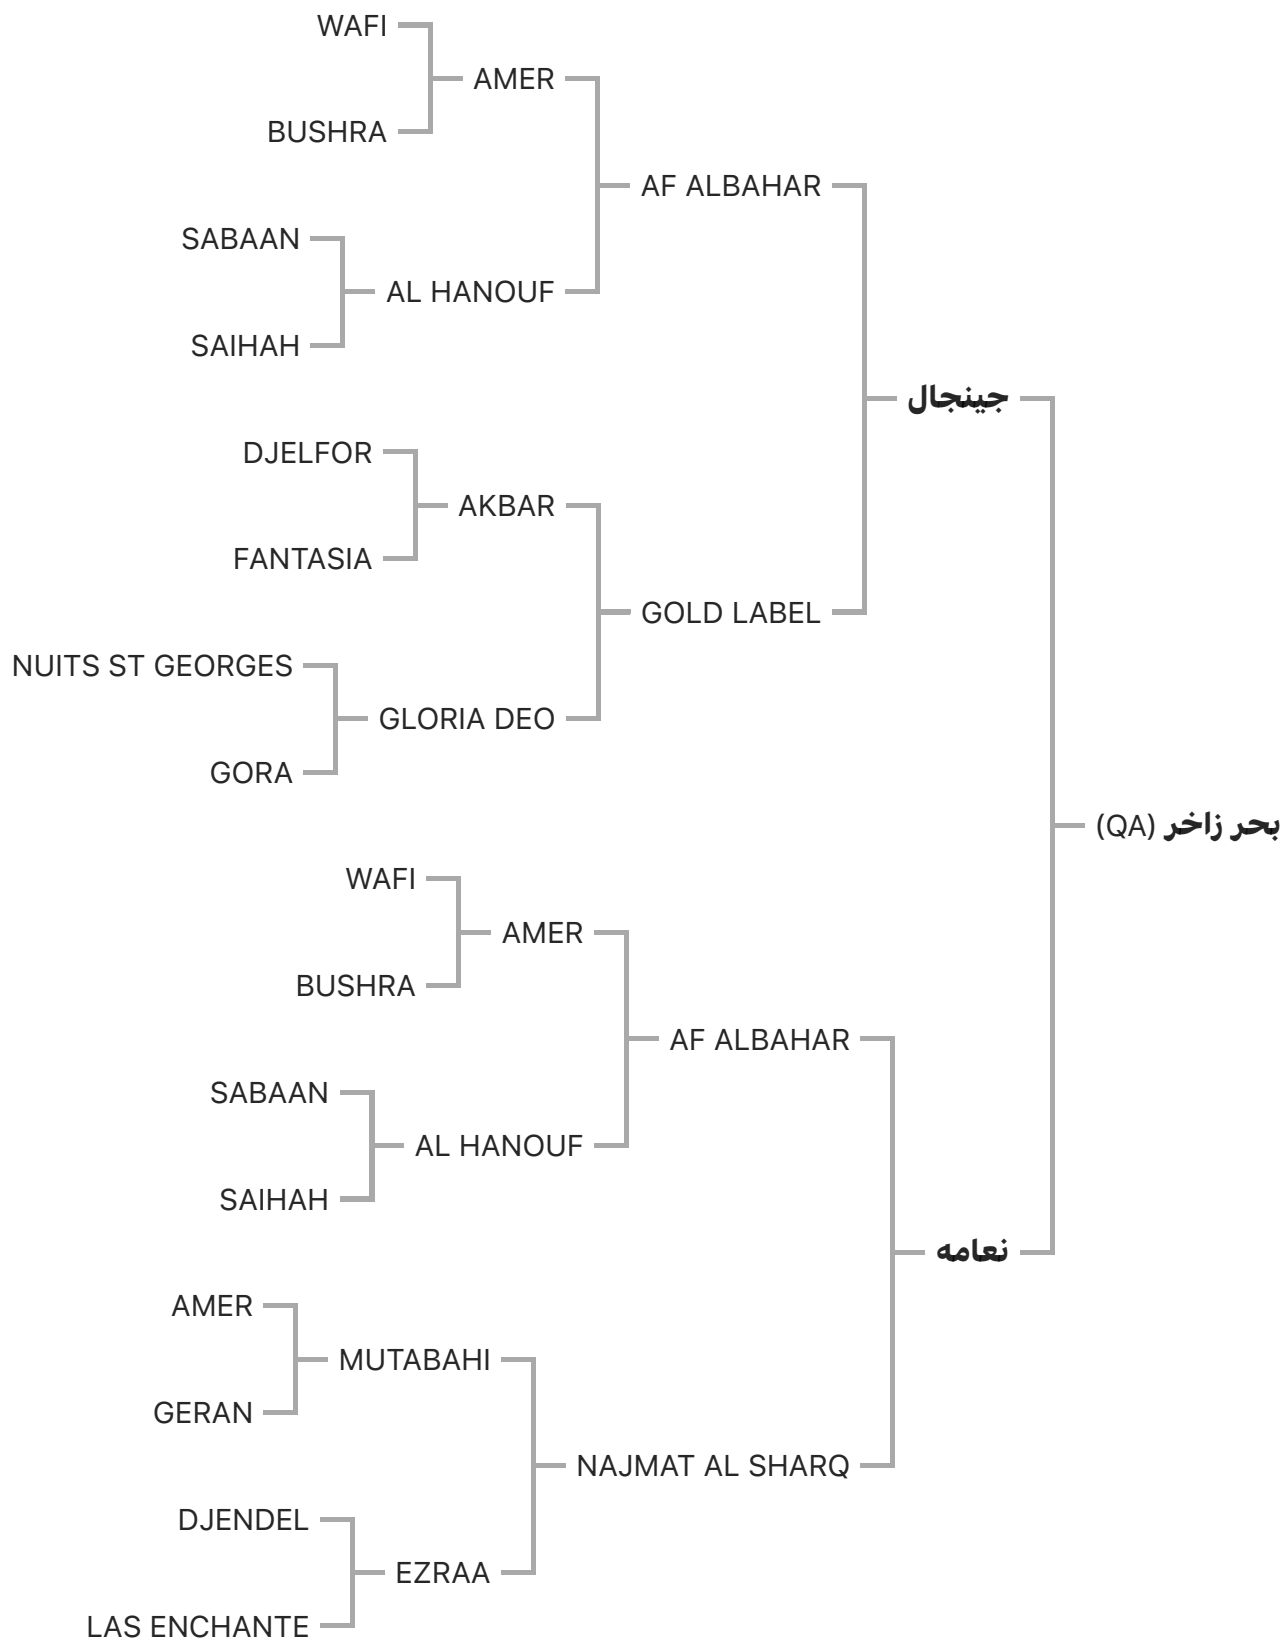 WAFI
AMER
BUSHRA
AF ALBAHAR
SABAAN
AL HANOUF
SAIHAH
جينجال
DJELFOR
AKBAR
FANTASIA
GOLD LABEL
NUITS ST GEORGES
GLORIA DEO
GORA
بحر زاخر (QA)
WAFI
AMER
BUSHRA
AF ALBAHAR
SABAAN
AL HANOUF
SAIHAH
نعامه
AMER
MUTABAHI
GERAN
NAJMAT AL SHARQ
DJENDEL
EZRAA
LAS ENCHANTE